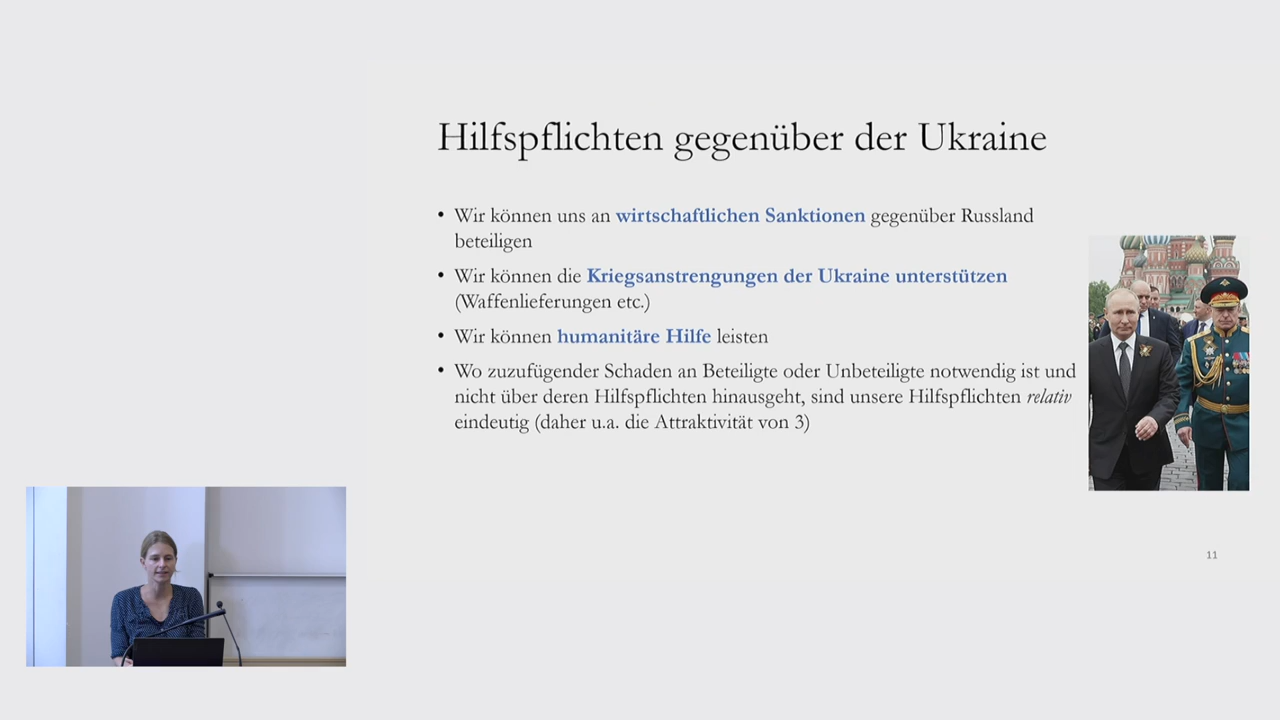 Hilfspflichten gegenüber der Ukraine
• Wir können uns an wirtschaftlichen Sanktionen gegenüber Russland
beteiligen
• Wir können die Kriegsanstrengungen der Ukraine unterstützen
(Waffenlieferungen etc.)
• Wir können humanitäre Hilfe leisten
• Wo zuzufügender Schaden an Beteiligte oder Unbeteiligte notwendig ist und
nicht über deren Hilfspflichten hinausgeht, sind unsere Hilfspflichten relativ
eindeutig (daher u.a. die Attraktivität von 3)
11